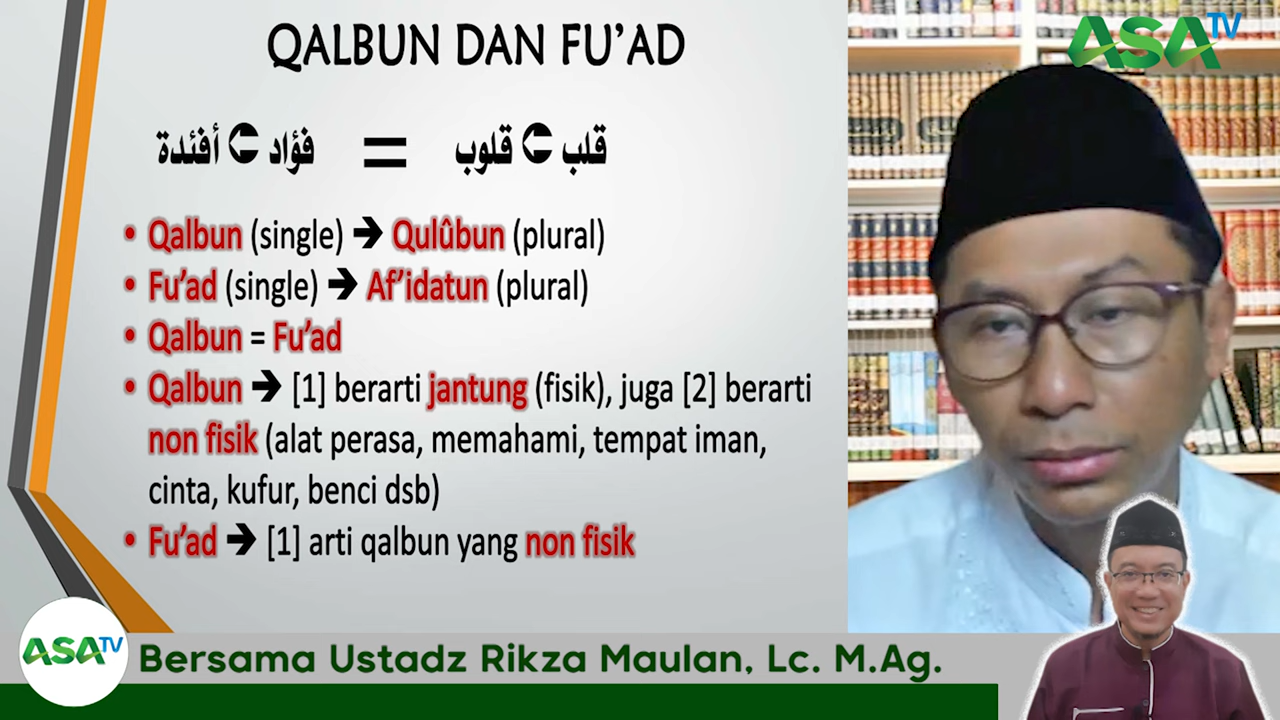 QALBUN DAN FU’AD
ASA TV
قلب ➲ قلوب = فؤاد ➲ أفئدة
• Qalbun (single) ➔ Qulûbun (plural)
• Fu’ad (single) ➔ Af’idatun (plural)
• Qalbun = Fu’ad
• Qalbun ➔ [1] berarti jantung (fisik), juga [2] berarti
non fisik (alat perasa, memahami, tempat iman,
cinta, kufur, benci dsb)
• Fu’ad ➔ [1] arti qalbun yang non fisik
ASA TV
Bersama Ustadz Rikza Maulan, Lc. M.Ag.